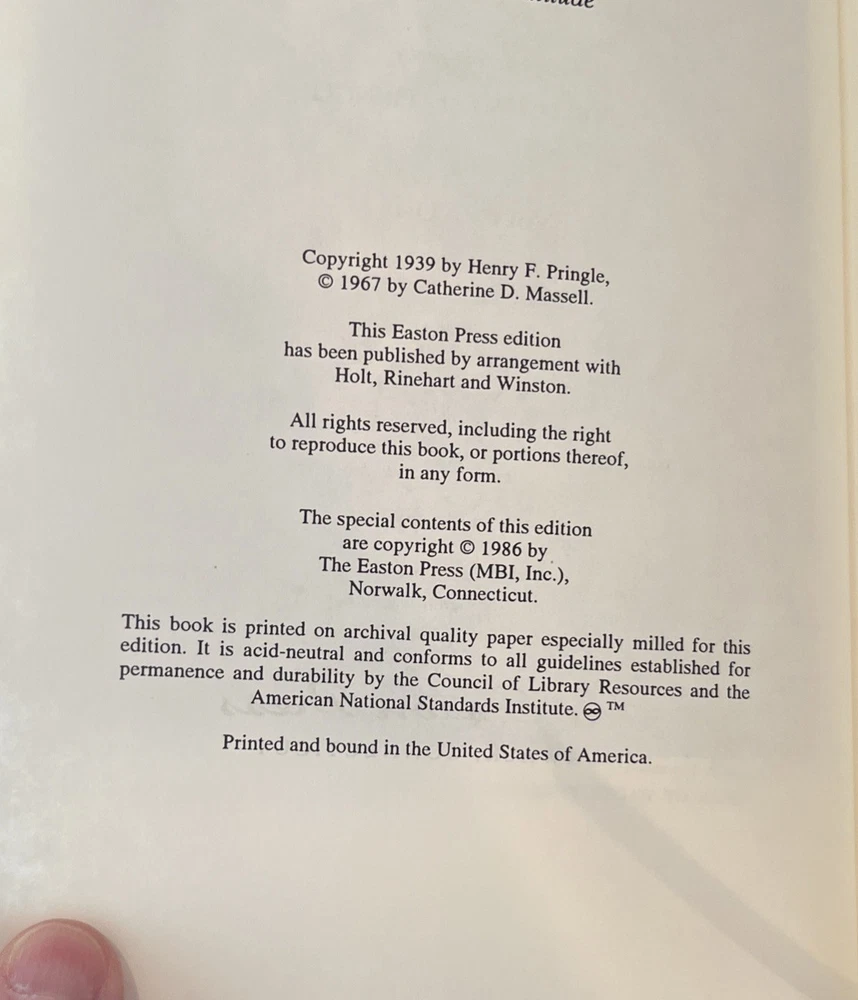 Copyright 1939 by Henry F. Pringle,
© 1967 by Catherine D. Massell.
This Easton Press edition
has been published by arrangement with
Holt, Rinehart and Winston.
All rights reserved, including the right
to reproduce this book, or portions thereof,
in any form.
The special contents of this edition
are copyright © 1986 by
The Easton Press (MBI, Inc.),
Norwalk, Connecticut.
This book is printed on archival quality paper especially milled for this
edition. It is acid-neutral and conforms to all guidelines established for
permanence and durability by the Council of Library Resources and the
American National Standards Institute. ♾ ™
Printed and bound in the United States of America.